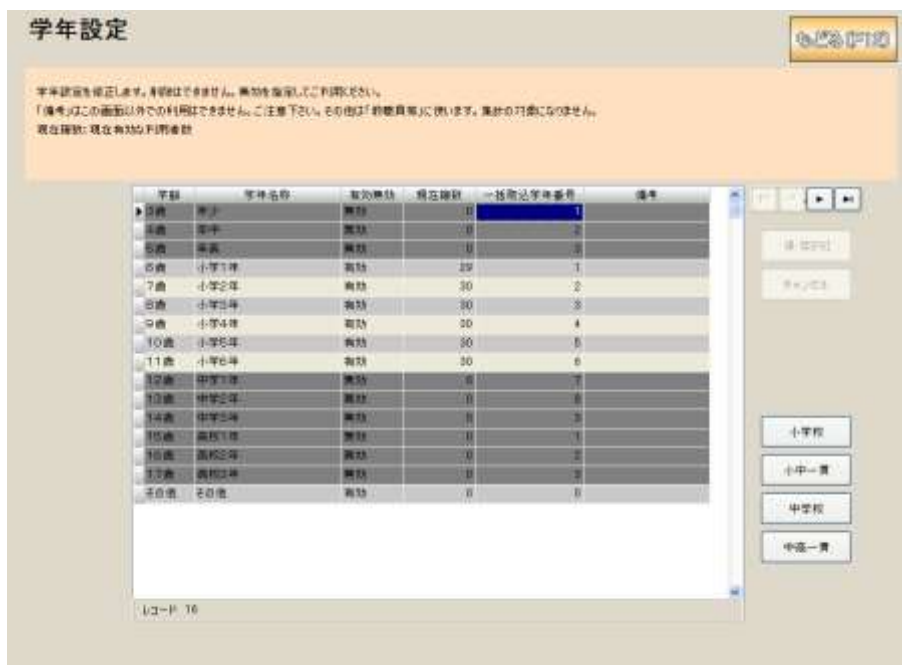 学年設定
もどる(F12)
学年設定を修正します。削除はできません。無効を指定してご利用ください。
「備考」はこの画面以外での利用はできません。ご注意下さい。その他は「教職員等」に使います。集計の対象になりません。
現在種別: 現在有効な利用者数
学齢 学年名称 有効無効 一括取込学年番号 備考
3歳 年少 無効 0 1
4歳 年中 無効 0 2
5歳 年長 無効 0 3
6歳 小学1年 有効 29 1
7歳 小学2年 有効 30 2
8歳 小学3年 有効 30 3
9歳 小学4年 有効 30 4
10歳 小学5年 有効 30 5
11歳 小学6年 有効 30 6
12歳 中学1年 無効 0 7
13歳 中学2年 無効 0 8
14歳 中学3年 無効 0
15歳 高校1年 無効 0 1
16歳 高校2年 無効 0 2
17歳 高校3年 無効 0 3
その他 その他 有効 0 0
キャンセル
小学校
小中一貫
中学校
中高一貫
レコード 16